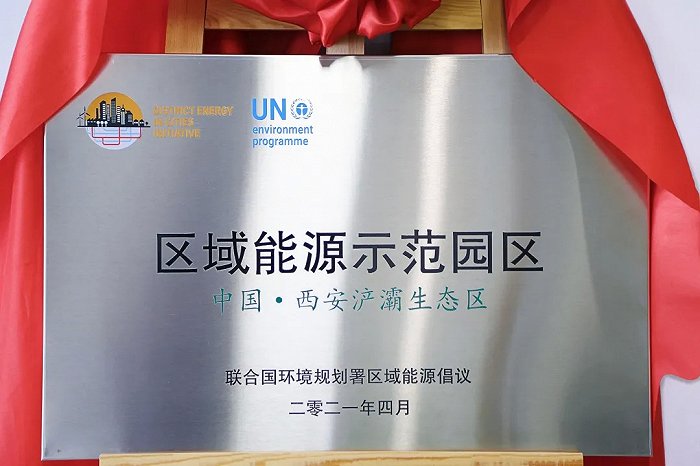 DISTRICT ENERGY
IN CITIES
INITIATIVE
UN
environment
programme
区域能源示范园区
中国·西安浐灞生态区
联合国环境规划署区域能源倡议
二零二一年四月